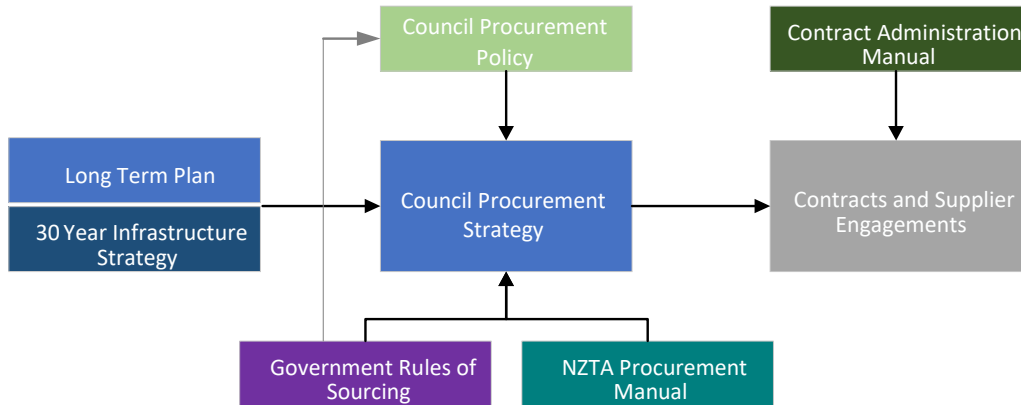 Council Procurement
Policy
Contract Administration
Manual
Long Term Plan
30 Year Infrastructure
Strategy
Council Procurement
Strategy
Contracts and Supplier
Engagements
Government Rules of
Sourcing
NZTA Procurement
Manual